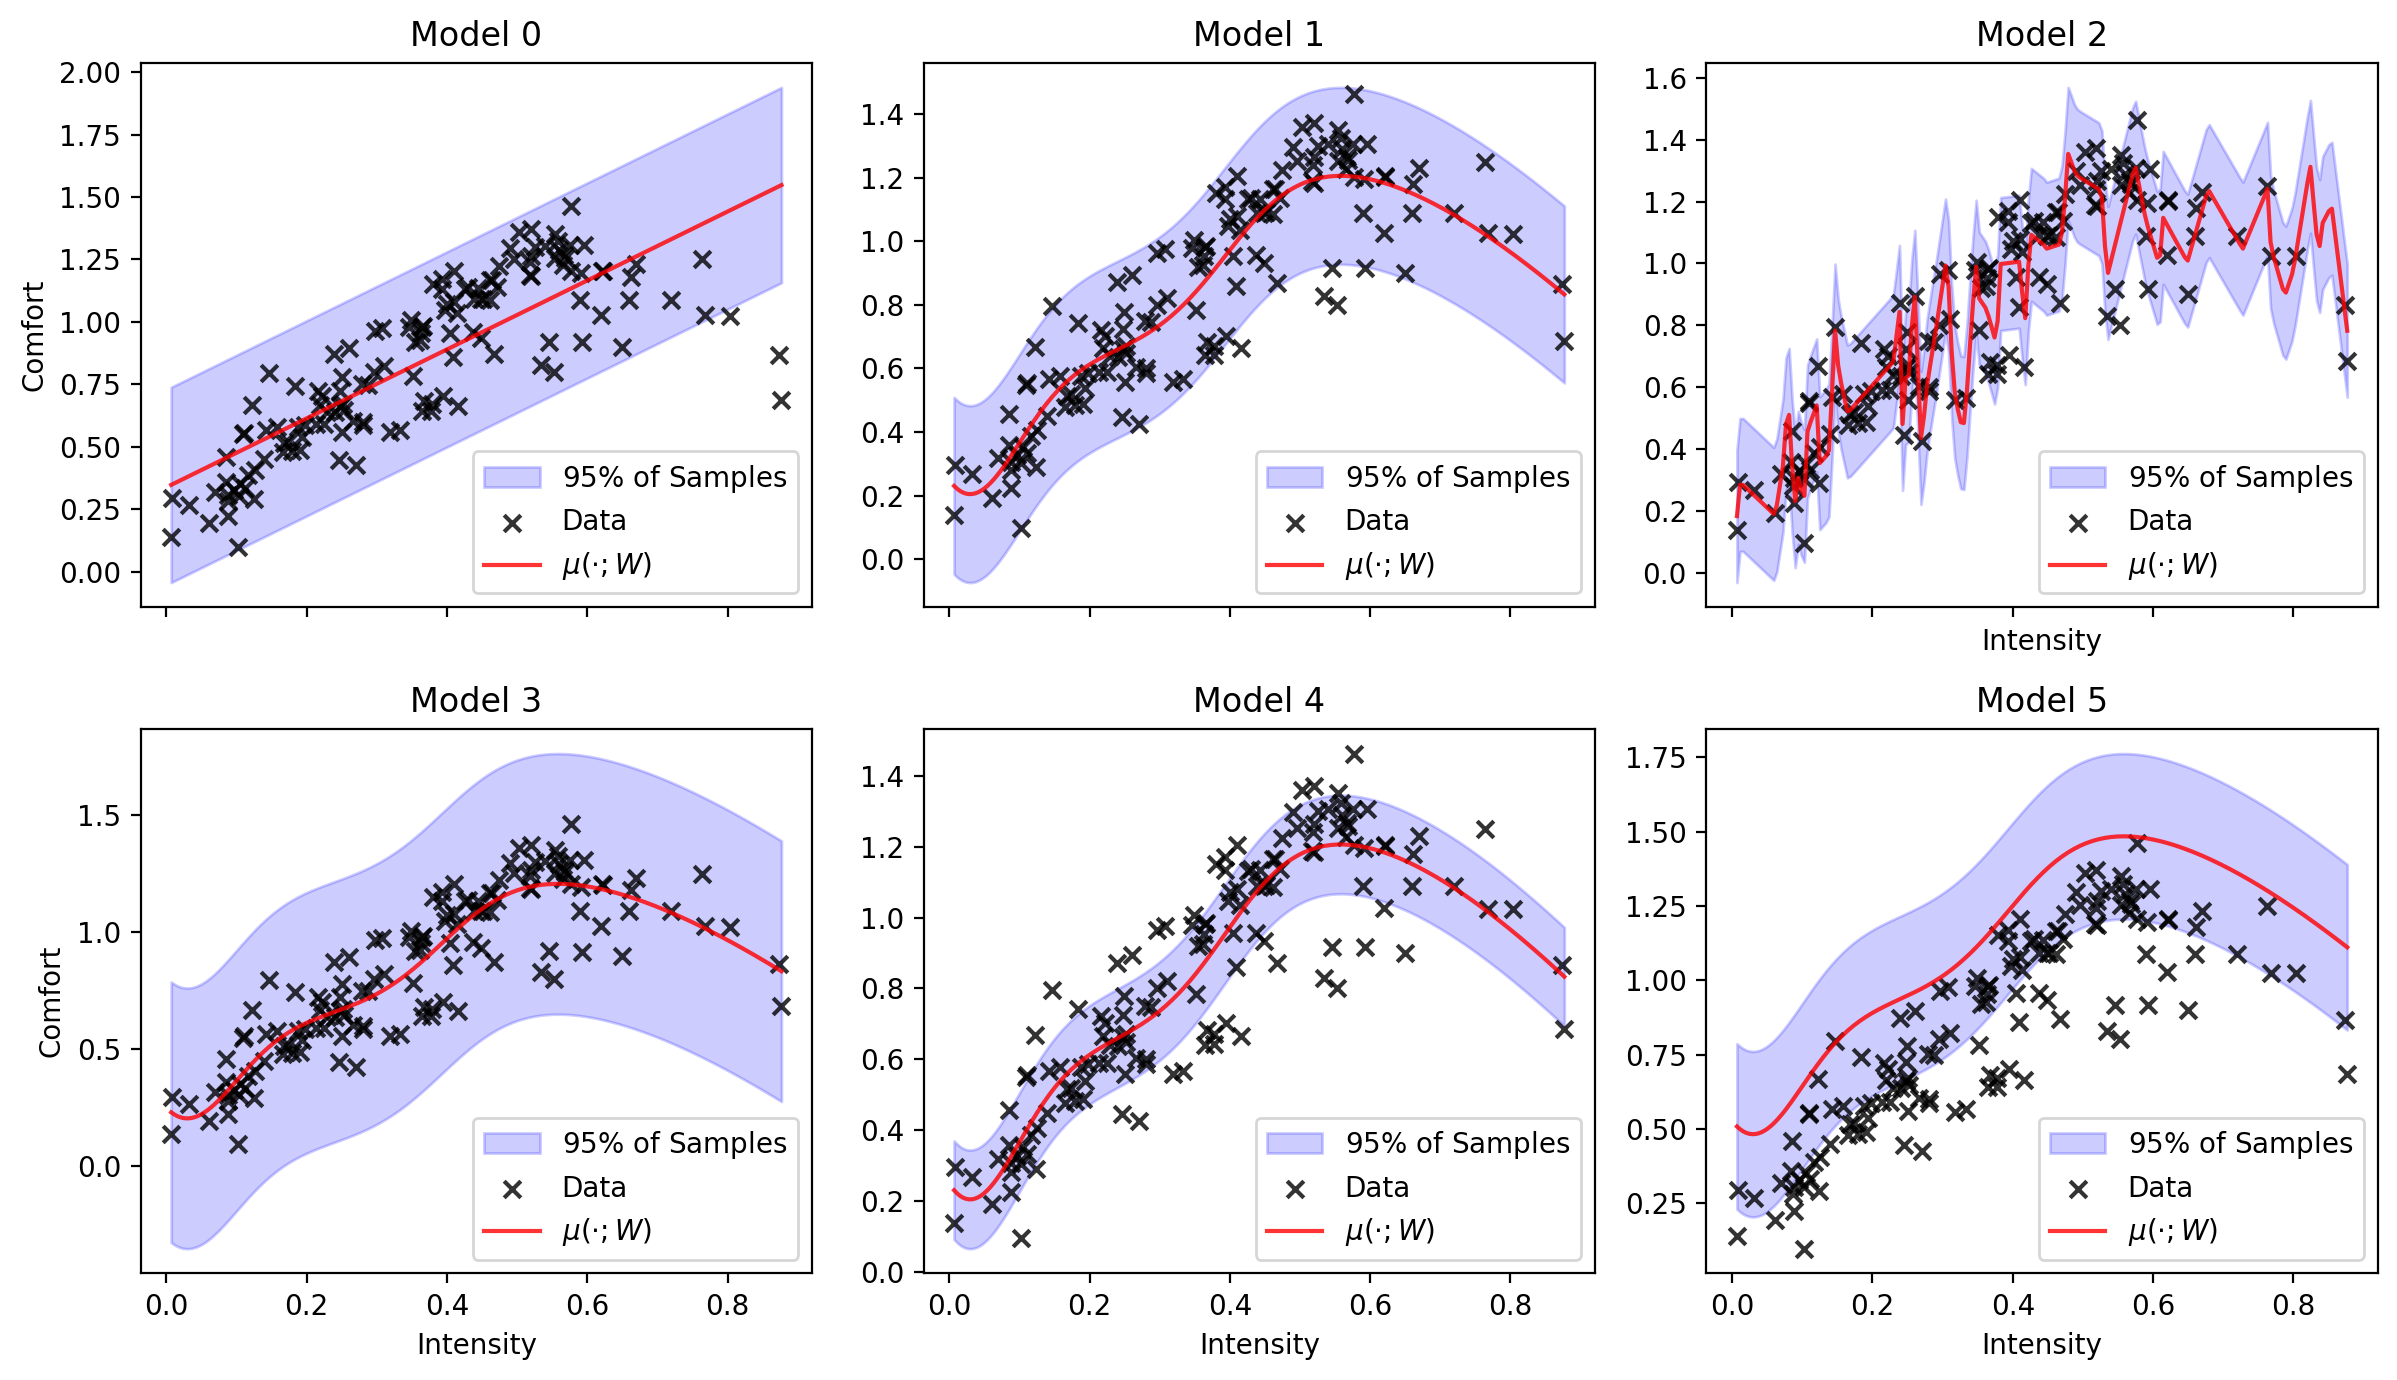 Model 0
2.00
1.75
1.50
1.25
1.00
0.75
0.50
0.25
0.00
Comfort
95% of Samples
Data
μ(·; W)
Model 1
1.4
1.2
1.0
0.8
0.6
0.4
0.2
0.0
95% of Samples
Data
μ(·; W)
Model 2
1.6
1.4
1.2
1.0
0.8
0.6
0.4
0.2
0.0
95% of Samples
Data
μ(·; W)
Intensity
Model 3
1.5
1.0
0.5
0.0
Comfort
95% of Samples
Data
μ(·; W)
0.0 0.2 0.4 0.6 0.8
Intensity
Model 4
1.4
1.2
1.0
0.8
0.6
0.4
0.2
0.0
95% of Samples
Data
μ(·; W)
0.0 0.2 0.4 0.6 0.8
Intensity
Model 5
1.75
1.50
1.25
1.00
0.75
0.50
0.25
95% of Samples
Data
μ(·; W)
0.0 0.2 0.4 0.6 0.8
Intensity